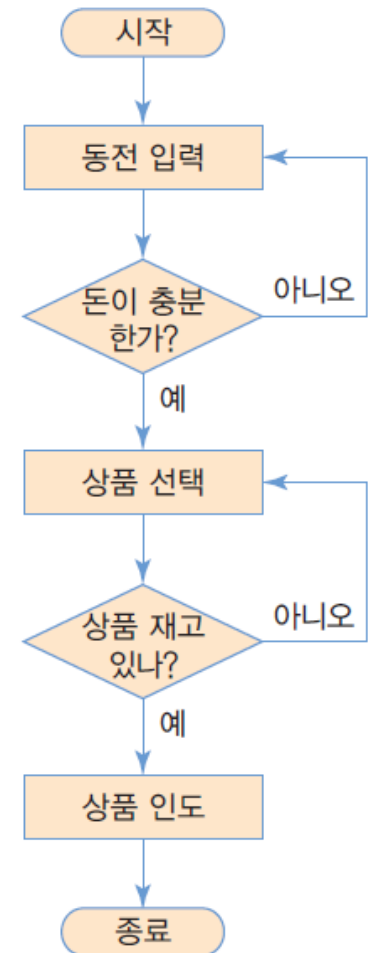 시작
동전 입력
돈이 충분
한가?
아니오
예
상품 선택
상품 재고
있나?
아니오
예
상품 인도
종료